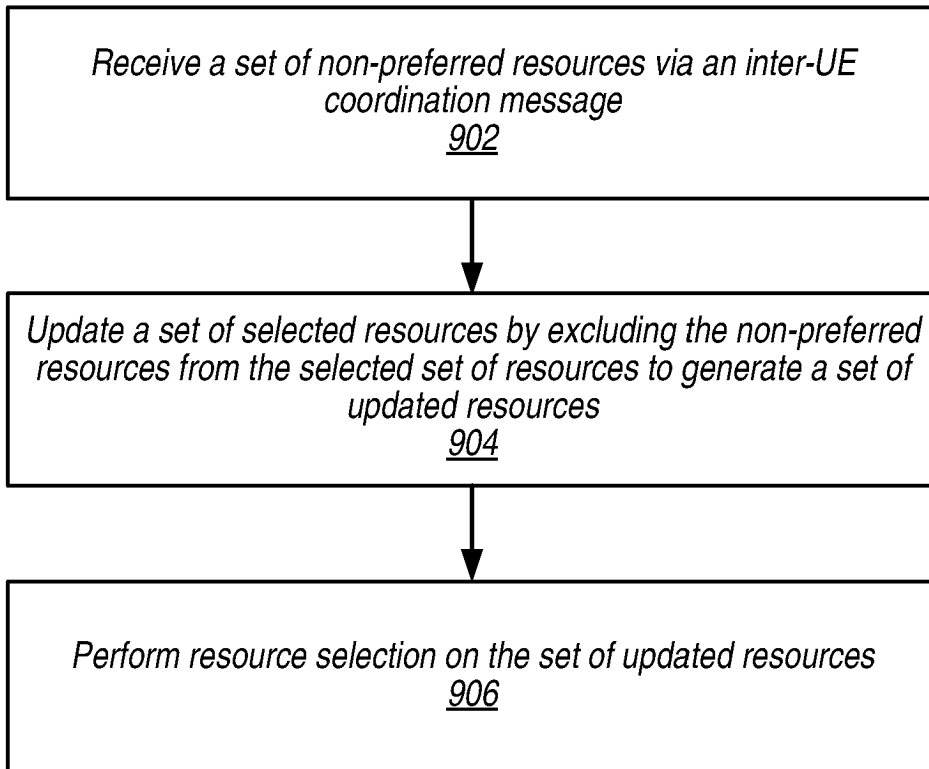 Receive a set of non-preferred resources via an inter-UE
coordination message
902
Update a set of selected resources by excluding the non-preferred
resources from the selected set of resources to generate a set of
updated resources
904
Perform resource selection on the set of updated resources
906